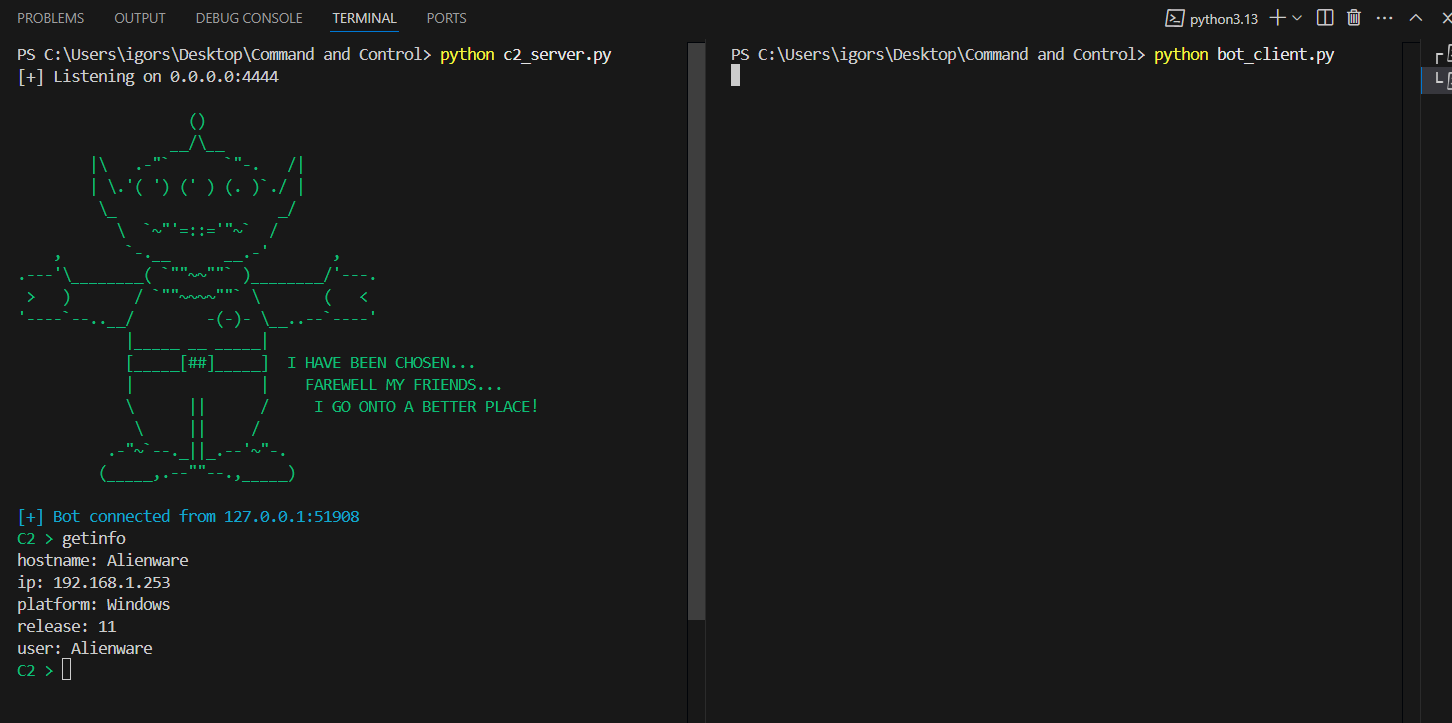 PROBLEMS OUTPUT DEBUG CONSOLE TERMINAL PORTS
python3.13
PS C:\Users\igors\Desktop\Command and Control> python c2_server.py
[+] Listening on 0.0.0.0:4444
I HAVE BEEN CHOSEN...
FAREWELL MY FRIENDS...
I GO ONTO A BETTER PLACE!
[+] Bot connected from 127.0.0.1:51908
C2 > getinfo
hostname: Alienware
ip: 192.168.1.253
platform: Windows
release: 11
user: Alienware
C2 >
PS C:\Users\igors\Desktop\Command and Control> python bot_client.py